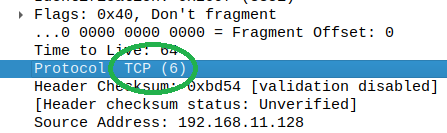 Flags: 0x40, Don't fragment
...0 0000 0000 0000 = Fragment Offset: 0
Time to Live: 64
Protocol: TCP (6)
Header Checksum: 0xbd54 [validation disabled]
[Header checksum status: Unverified]
Source Address: 192.168.11.128